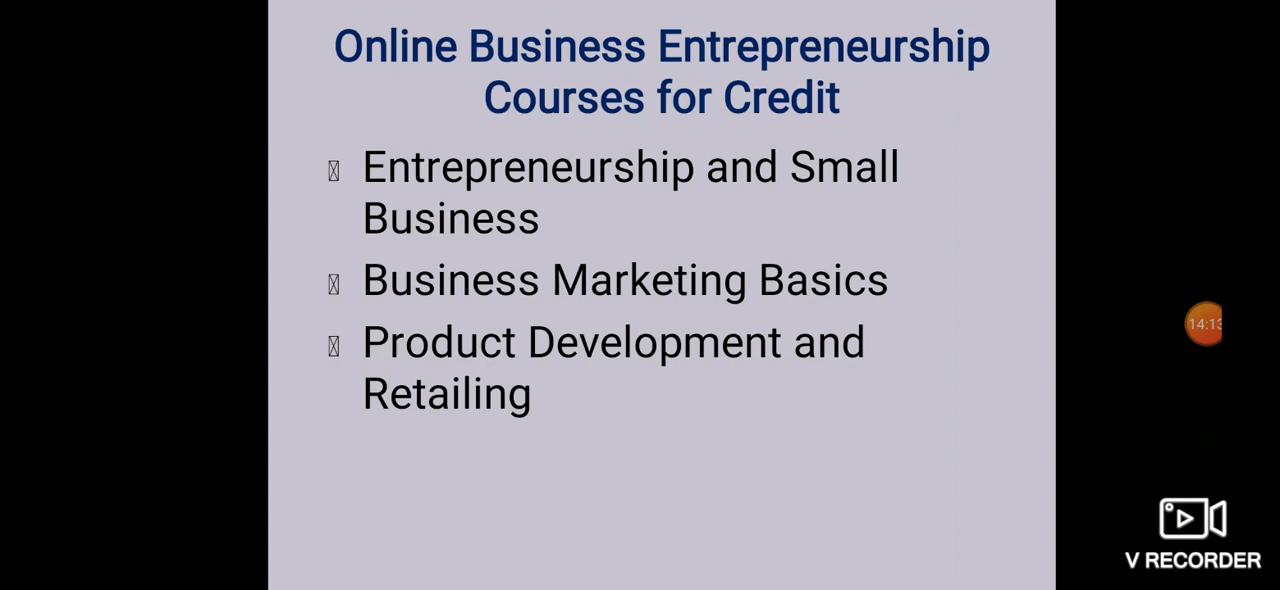 Online Business Entrepreneurship
Courses for Credit
Entrepreneurship and Small
Business
Business Marketing Basics
Product Development and
Retailing
14:13
V RECORDER